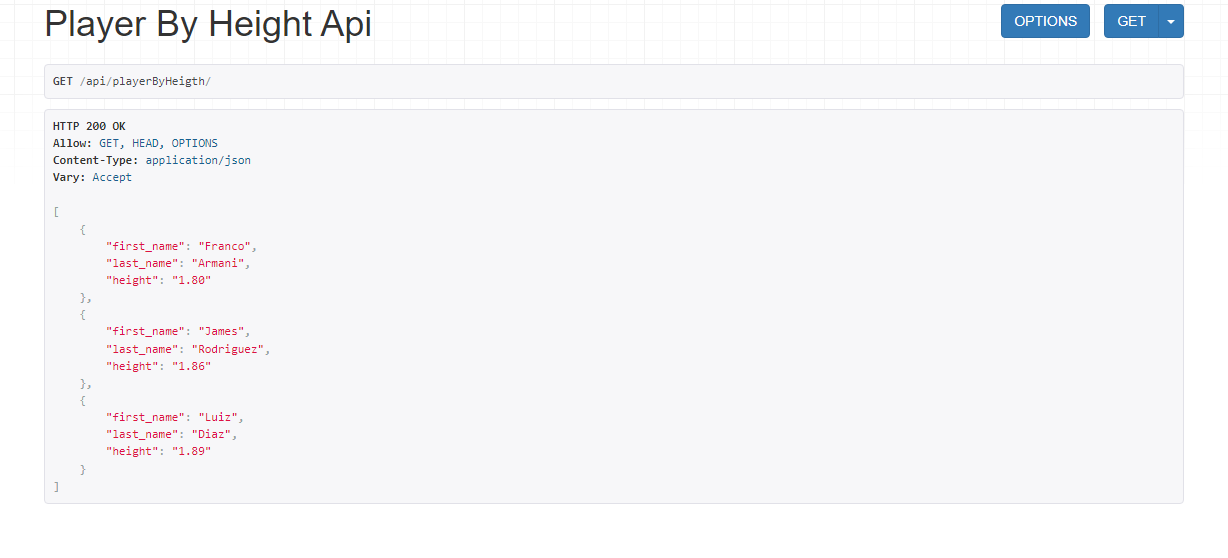 Player By Height Api
OPTIONS
GET
GET /api/playerByHeigth/
HTTP 200 OK
Allow: GET, HEAD, OPTIONS
Content-Type: application/json
Vary: Accept
[
    {
        "first_name": "Franco",
        "last_name": "Armani",
        "height": "1.80"
    },
    {
        "first_name": "James",
        "last_name": "Rodriguez",
        "height": "1.86"
    },
    {
        "first_name": "Luiz",
        "last_name": "Diaz",
        "height": "1.89"
    }
]